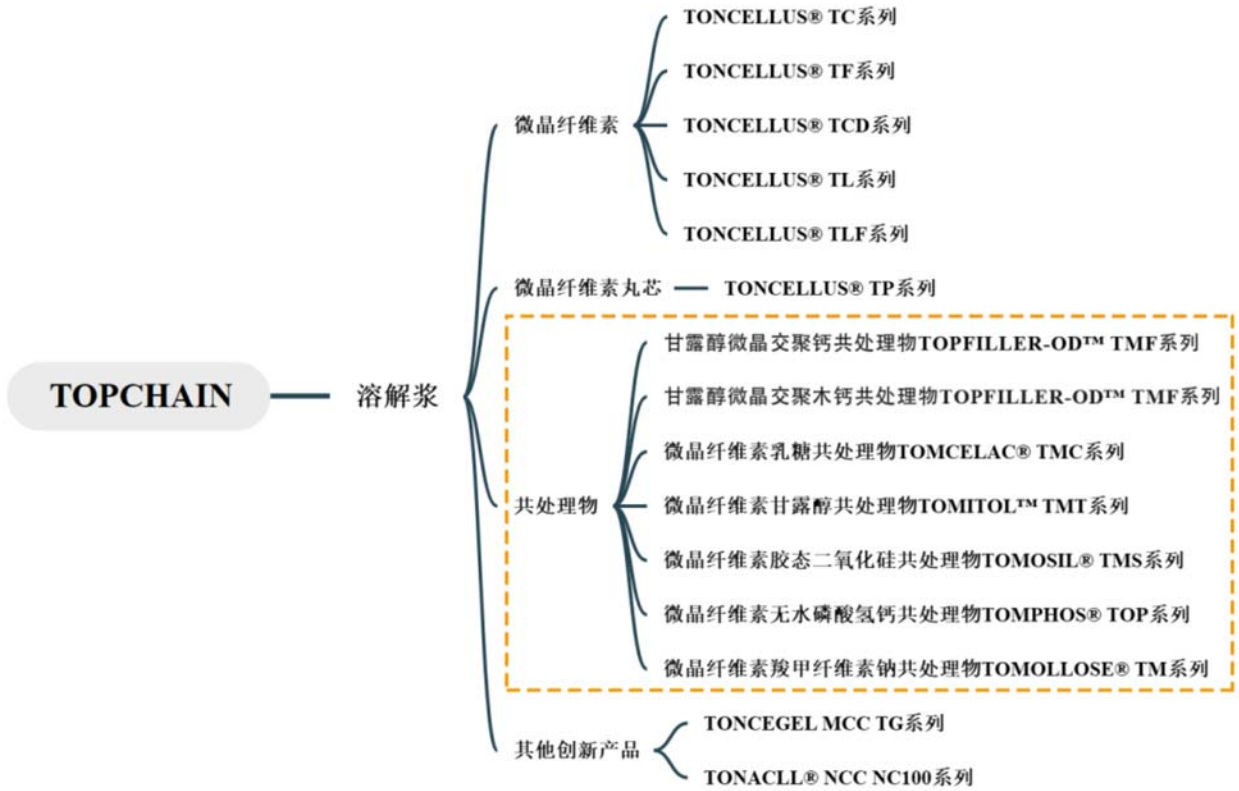 TOPCHAIN
溶解浆
微晶纤维素
TONCELLUS® TC系列
TONCELLUS® TF系列
TONCELLUS® TCD系列
TONCELLUS® TL系列
TONCELLUS® TLF系列
微晶纤维素丸芯
TONCELLUS® TP系列
共处理物
甘露醇微晶交聚钙共处理物TOPFILLER-OD™ TMF系列
甘露醇微晶交聚木钙共处理物TOPFILLER-OD™ TMF系列
微晶纤维素乳糖共处理物TOMCELAC® TMC系列
微晶纤维素甘露醇共处理物TOMITOL™ TMT系列
微晶纤维素胶态二氧化硅共处理物TOMOSIL® TMS系列
微晶纤维素无水磷酸氢钙共处理物TOMPHOS® TOP系列
微晶纤维素羧甲纤维素钠共处理物TOMOLLOSE® TM系列
其他创新产品
TONCEGEL MCC TG系列
TONACLL® NCC NC100系列